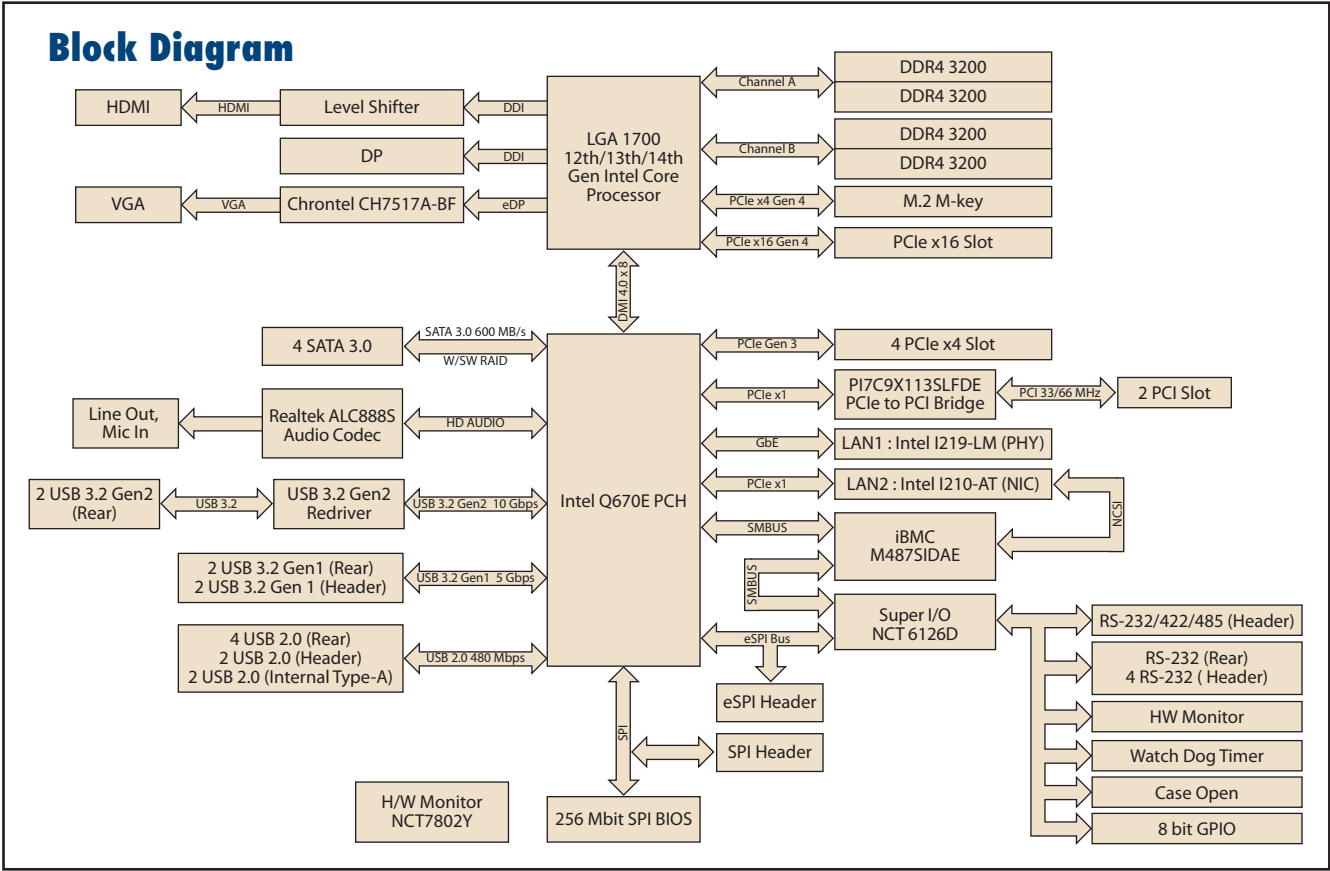 Block Diagram
HDMI
HDMI
Level Shifter
DDI
DP
DDI
VGA
VGA
Chrontel CH7517A-BF
eDP
LGA 1700
12th/13th/14th
Gen Intel Core
Processor
Channel A
DDR4 3200
DDR4 3200
Channel B
DDR4 3200
DDR4 3200
PCIe x4 Gen 4
M.2 M-key
PCIe x16 Gen 4
PCIe x16 Slot
DMI 4.0 x 8
4 SATA 3.0
SATA 3.0 600 MB/s
W/SW RAID
Line Out,
Mic In
Realtek ALC888S
Audio Codec
HD AUDIO
2 USB 3.2 Gen2
(Rear)
USB 3.2
USB 3.2 Gen2
Redriver
USB 3.2 Gen2 10 Gbps
2 USB 3.2 Gen1 (Rear)
2 USB 3.2 Gen 1 (Header)
USB 3.2 Gen1 5 Gbps
4 USB 2.0 (Rear)
2 USB 2.0 (Header)
2 USB 2.0 (Internal Type-A)
USB 2.0 480 Mbps
Intel Q670E PCH
PCIe Gen 3
4 PCIe x4 Slot
PCIe x1
PI7C9X113SLFDE
PCIe to PCI Bridge
PCI 33/66 MHz
2 PCI Slot
GbE
LAN1 : Intel I219-LM (PHY)
PCIe x1
LAN2 : Intel I210-AT (NIC)
NCSI
SMBUS
iBMC
M487SIDAE
SMBUS
Super I/O
NCT 6126D
eSPI Bus
eSPI Header
SPI
SPI Header
RS-232/422/485 (Header)
RS-232 (Rear)
4 RS-232 ( Header)
HW Monitor
Watch Dog Timer
Case Open
8 bit GPIO
H/W Monitor
NCT7802Y
256 Mbit SPI BIOS